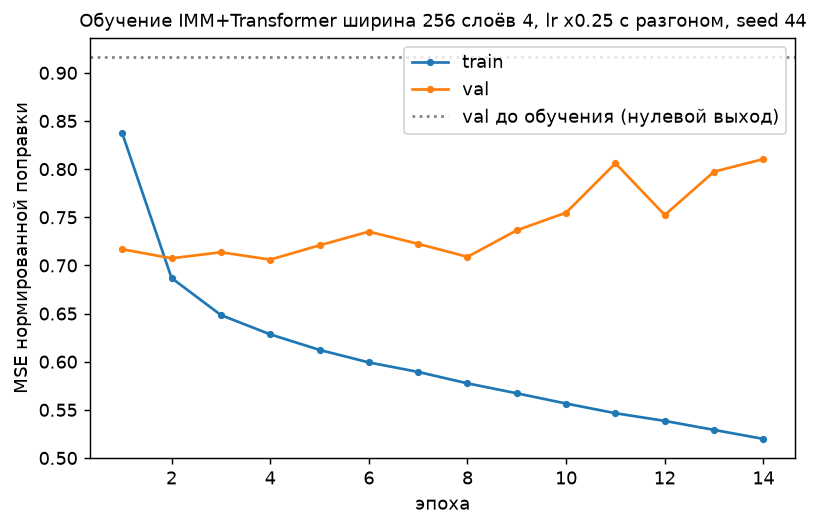 Обучение IMM+Transformer ширина 256 слоёв 4, lr x0.25 с разгоном, seed 44
train
val
val до обучения (нулевой выход)
MSE нормированной поправки
0.90
0.85
0.80
0.75
0.70
0.65
0.60
0.55
0.50
2 4 6 8 10 12 14
эпоха